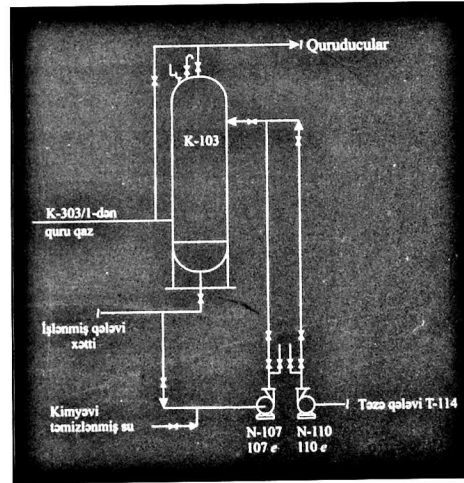 Quruducular
K-103
K-303/1-dən
quru qaz
İşlənmiş qələvi
xətti
Kimyəvi
təmizlənmiş su
Təzə qələvi T-114
N-107
107 e
N-110
110 e